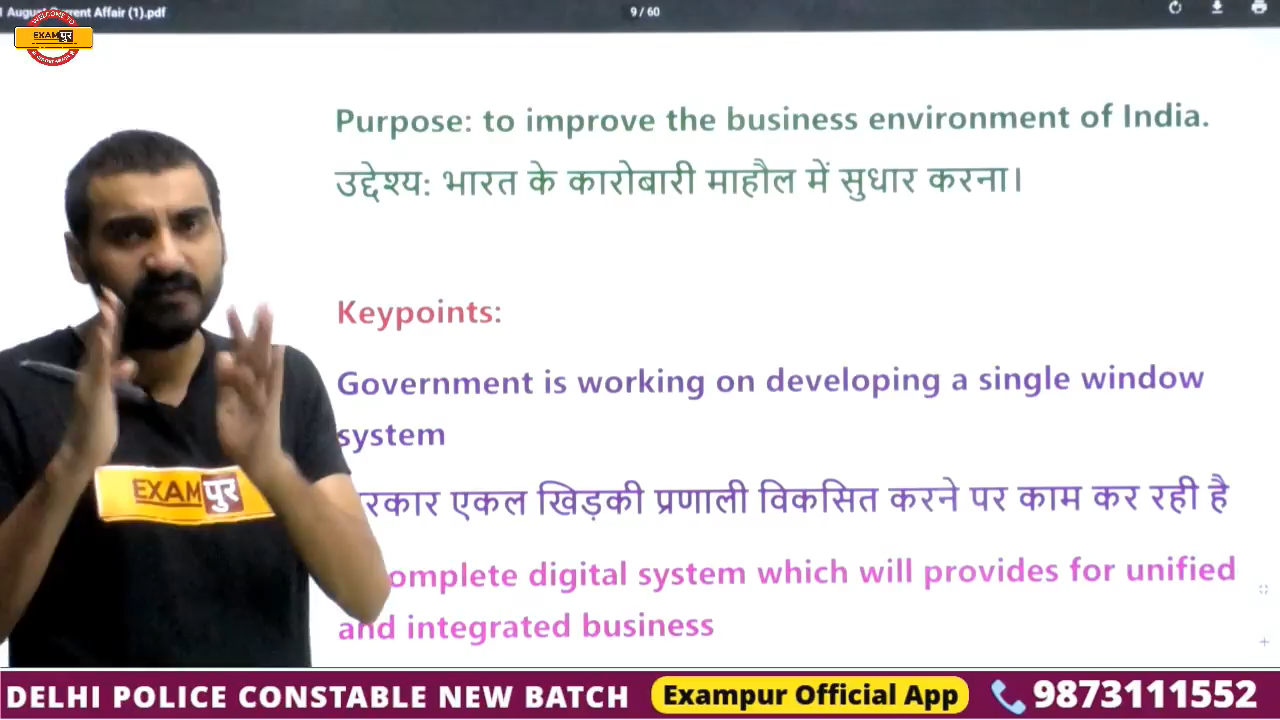 August Current Affair (1).pdf
9 / 60
WELCOME TO
EXAMपुर
Purpose: to improve the business environment of India.
उद्देश्य: भारत के कारोबारी माहौल में सुधार करना।
Keypoints:
Government is working on developing a single window
system
रकार एकल खिड़की प्रणाली विकसित करने पर काम कर रही है
omplete digital system which will provides for unified
and integrated business
EXAMपुर
DELHI POLICE CONSTABLE NEW BATCH
Exampur Official App
9873111552